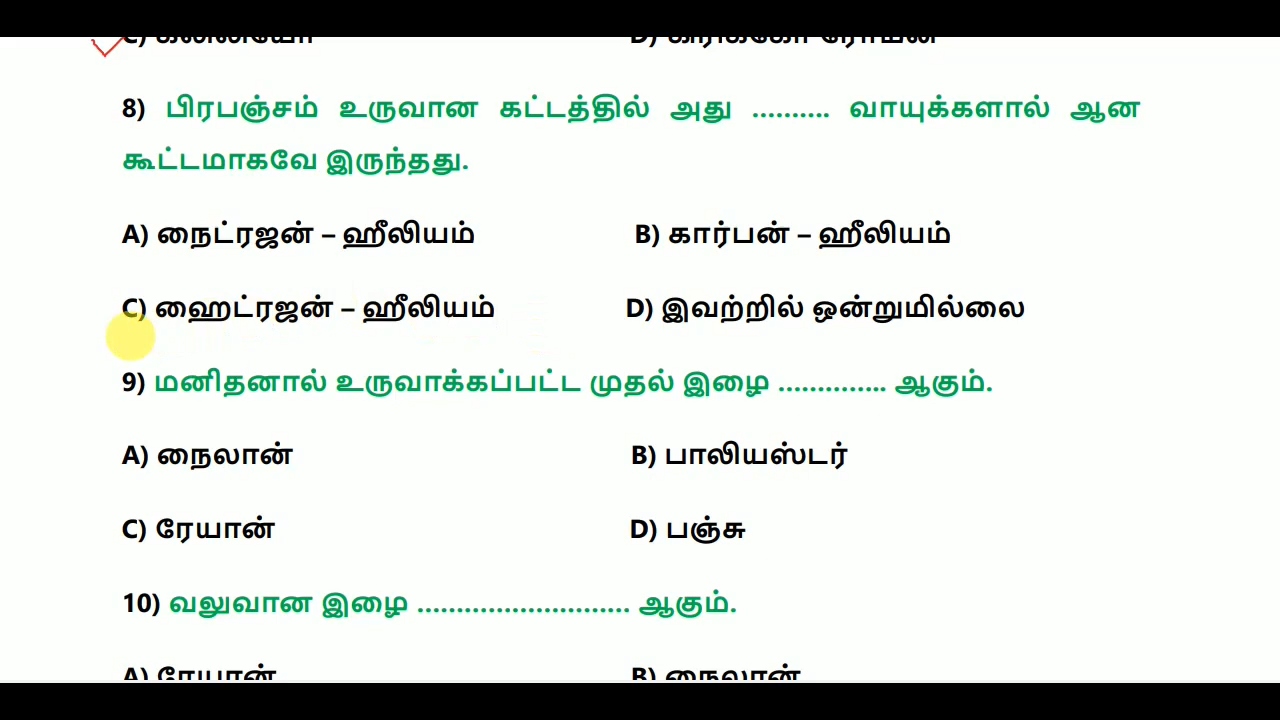 8) பிரபஞ்சம் உருவான கட்டத்தில் அது .......... வாயுக்களால் ஆன
கூட்டமாகவே இருந்தது.
A) நைட்ரஜன் – ஹீலியம் B) கார்பன் – ஹீலியம்
C) ஹைட்ரஜன் – ஹீலியம் D) இவற்றில் ஒன்றுமில்லை
9) மனிதனால் உருவாக்கப்பட்ட முதல் இழை .............. ஆகும்.
A) நைலான் B) பாலியஸ்டர்
C) ரேயான் D) பஞ்சு
10) வலுவான இழை ........................... ஆகும்.
A) ரேயான் B) நைலான்